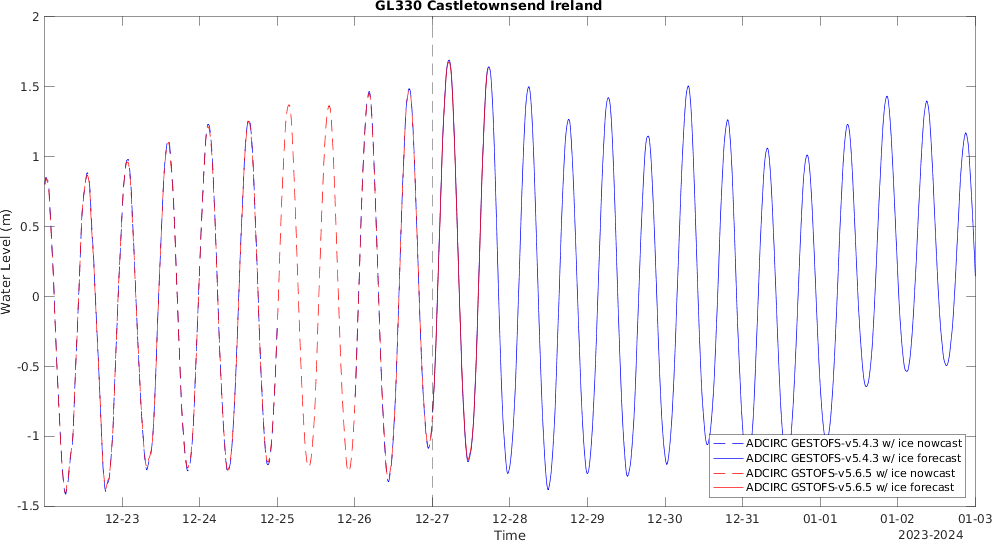 GL330 Castletownsend Ireland
2
1.5
1
0.5
0
-0.5
-1
-1.5
Water Level (m)
ADCIRC GESTOFS-v5.4.3 w/ ice nowcast
ADCIRC GESTOFS-v5.4.3 w/ ice forecast
ADCIRC GSTOFS-v5.6.5 w/ ice nowcast
ADCIRC GSTOFS-v5.6.5 w/ ice forecast
12-23 12-24 12-25 12-26 12-27 12-28 12-29 12-30 12-31 01-01 01-02 01-03
Time
2023-2024